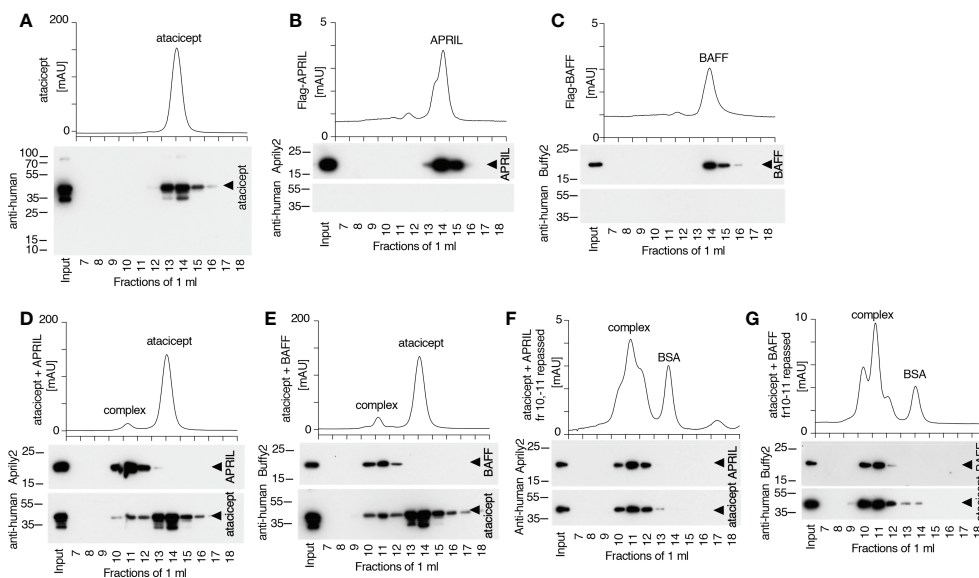 A
200
atacicept
atacicept
[mAU]
0
100
70
55
35
25
15
10
anti-human
atacicept
Input
7 8 9 10 11 12 13 14 15 16 17 18
Fractions of 1 ml
B
5
APRIL
Flag-APRIL
[mAU]
0
25
15
Aprily2
APRIL
55
35
anti-human
Input
7 8 9 10 11 12 13 14 15 16 17 18
Fractions of 1 ml
C
5
BAFF
Flag-BAFF
[mAU]
0
25
15
Buffy2
BAFF
55
35
anti-human
Input
7 8 9 10 11 12 13 14 15 16 17 18
Fractions of 1 ml
D
200
atacicept
complex
atacicept + APRIL
[mAU]
0
25
15
Aprily2
APRIL
55
35
anti-human
atacicept
Input
7 8 9 10 11 12 13 14 15 16 17 18
Fractions of 1 ml
E
200
atacicept
complex
atacicept + BAFF
[mAU]
0
25
15
Buffy2
BAFF
55
35
anti-human
atacicept
Input
7 8 9 10 11 12 13 14 15 16 17 18
Fractions of 1 ml
F
5
complex
BSA
atacicept + APRIL
fr 10,-11 repassed
[mAU]
0
25
15
Aprily2
APRIL
55
35
Anti-human
atacicept
Input
7 8 9 10 11 12 13 14 15 16 17 18
Fractions of 1 ml
G
10
complex
BSA
atacicept + BAFF
fr10-11 repassed
[mAU]
0
25
15
Buffy2
BAFF
55
35
anti-human
atacicept
Input
7 8 9 10 11 12 13 14 15 16 17 18
Fractions of 1 ml